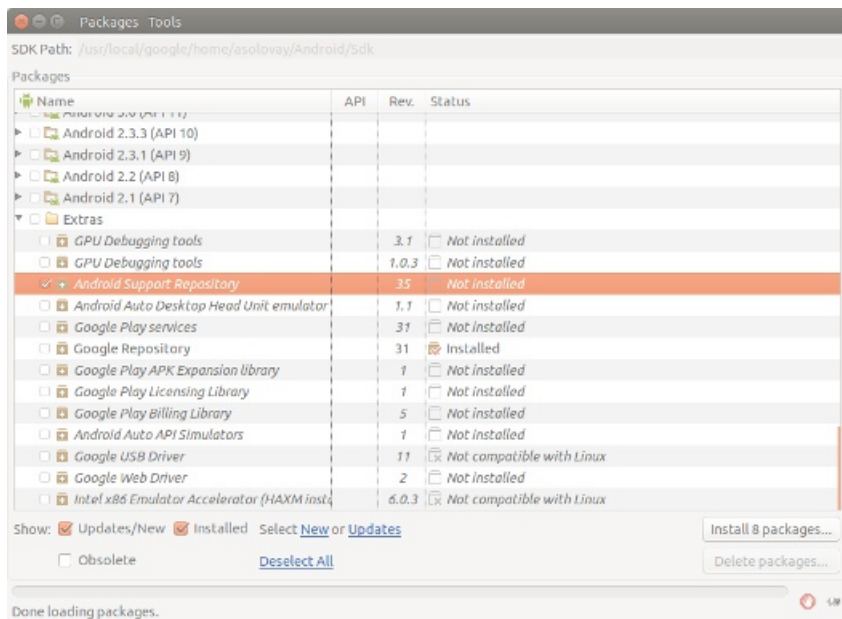 Packages Tools
SDK Path: /usr/local/google/home/asolovay/Android/Sdk
Packages
Name API Rev. Status
Android 3.0 (API 11)
Android 2.3.3 (API 10)
Android 2.3.1 (API 9)
Android 2.2 (API 8)
Android 2.1 (API 7)
Extras
GPU Debugging tools 3.1 Not installed
GPU Debugging tools 1.0.3 Not installed
Android Support Repository 35 Not installed
Android Auto Desktop Head Unit emulator 1.1 Not installed
Google Play services 31 Not installed
Google Repository 31 Installed
Google Play APK Expansion library 1 Not installed
Google Play Licensing Library 1 Not installed
Google Play Billing Library 5 Not installed
Android Auto API Simulators 1 Not installed
Google USB Driver 11 Not compatible with Linux
Google Web Driver 2 Not installed
Intel x86 Emulator Accelerator (HAXM insta 6.0.3 Not compatible with Linux
Show: Updates/New Installed Select New or Updates Install 8 packages...
Obsolete Deselect All Delete packages...
Done loading packages.